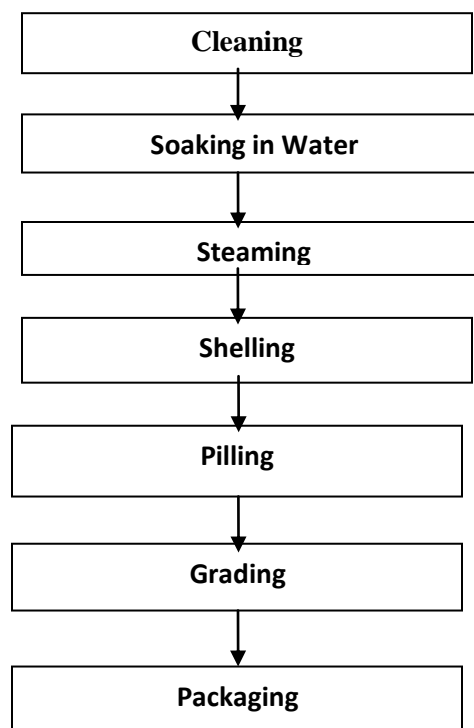 Cleaning
Soaking in Water
Steaming
Shelling
Pilling
Grading
Packaging